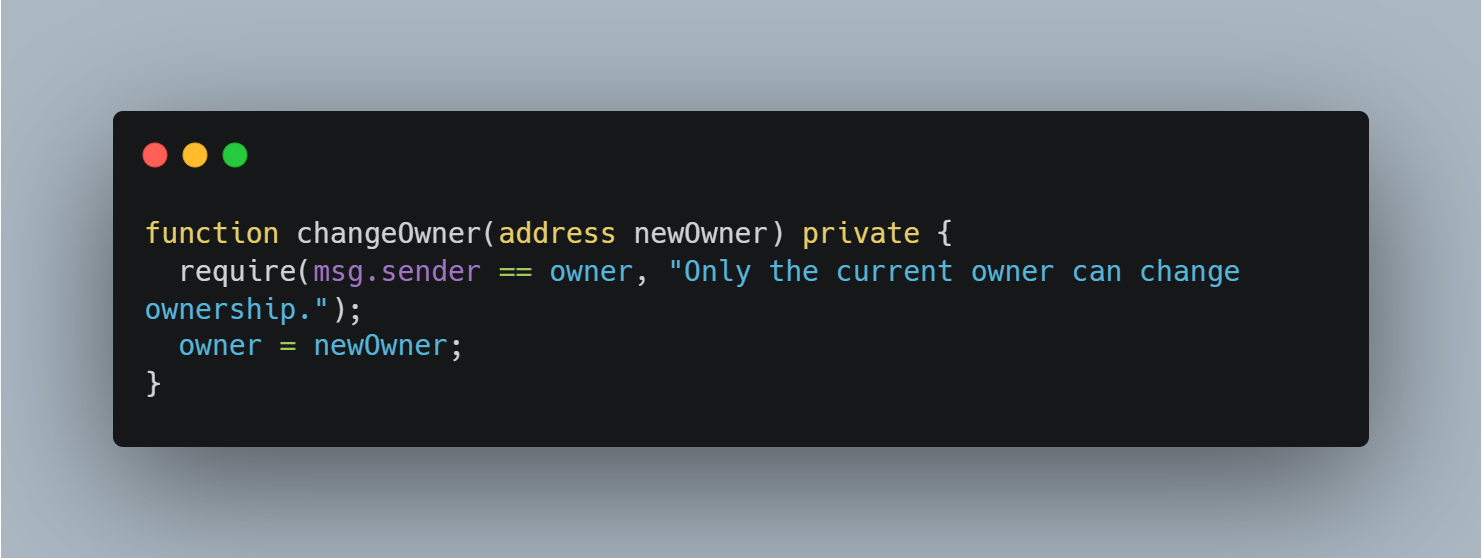 function changeOwner(address newOwner) private {
  require(msg.sender == owner, "Only the current owner can change
ownership.");
  owner = newOwner;
}